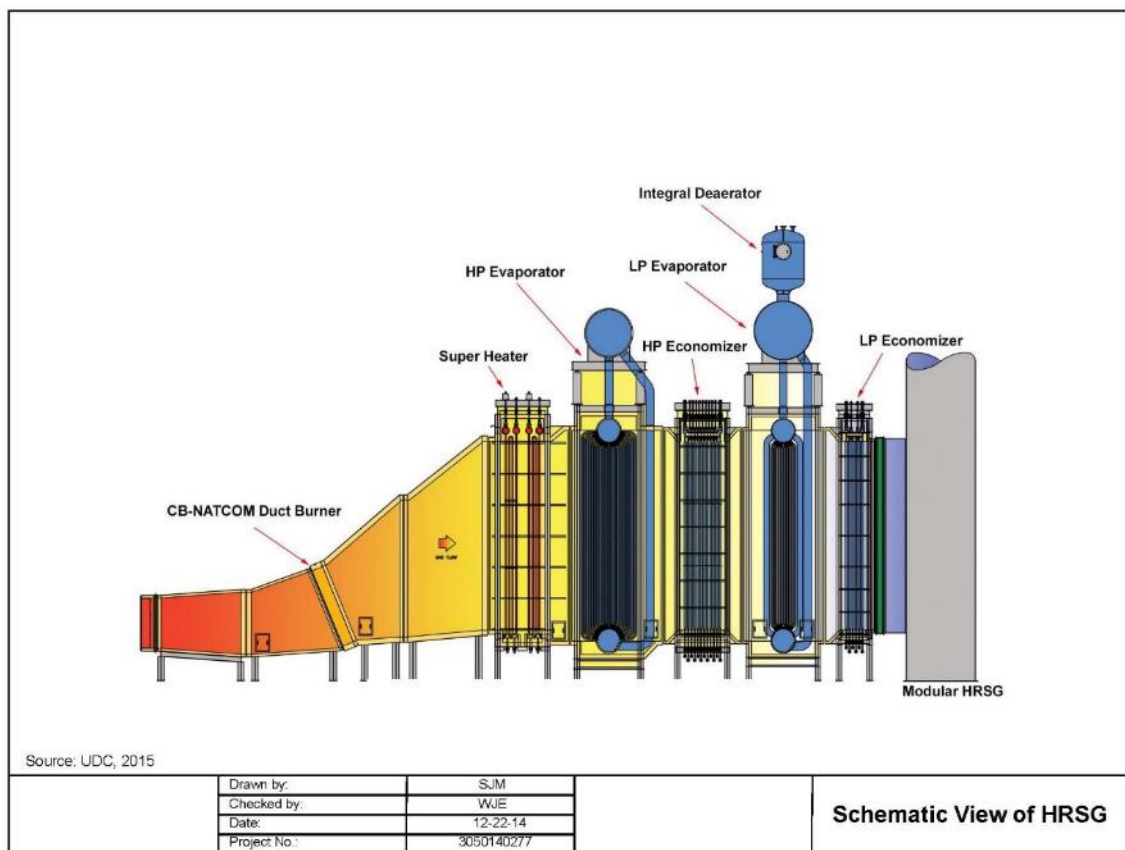 Integral Deaerator
HP Evaporator
LP Evaporator
Super Heater
HP Economizer
LP Economizer
CB-NATCOM Duct Burner
GAS FLOW
Modular HRSG
Source: UDC, 2015
Drawn by: SJM
Checked by: WJE
Date: 12-22-14
Project No.: 3050140277
Schematic View of HRSG